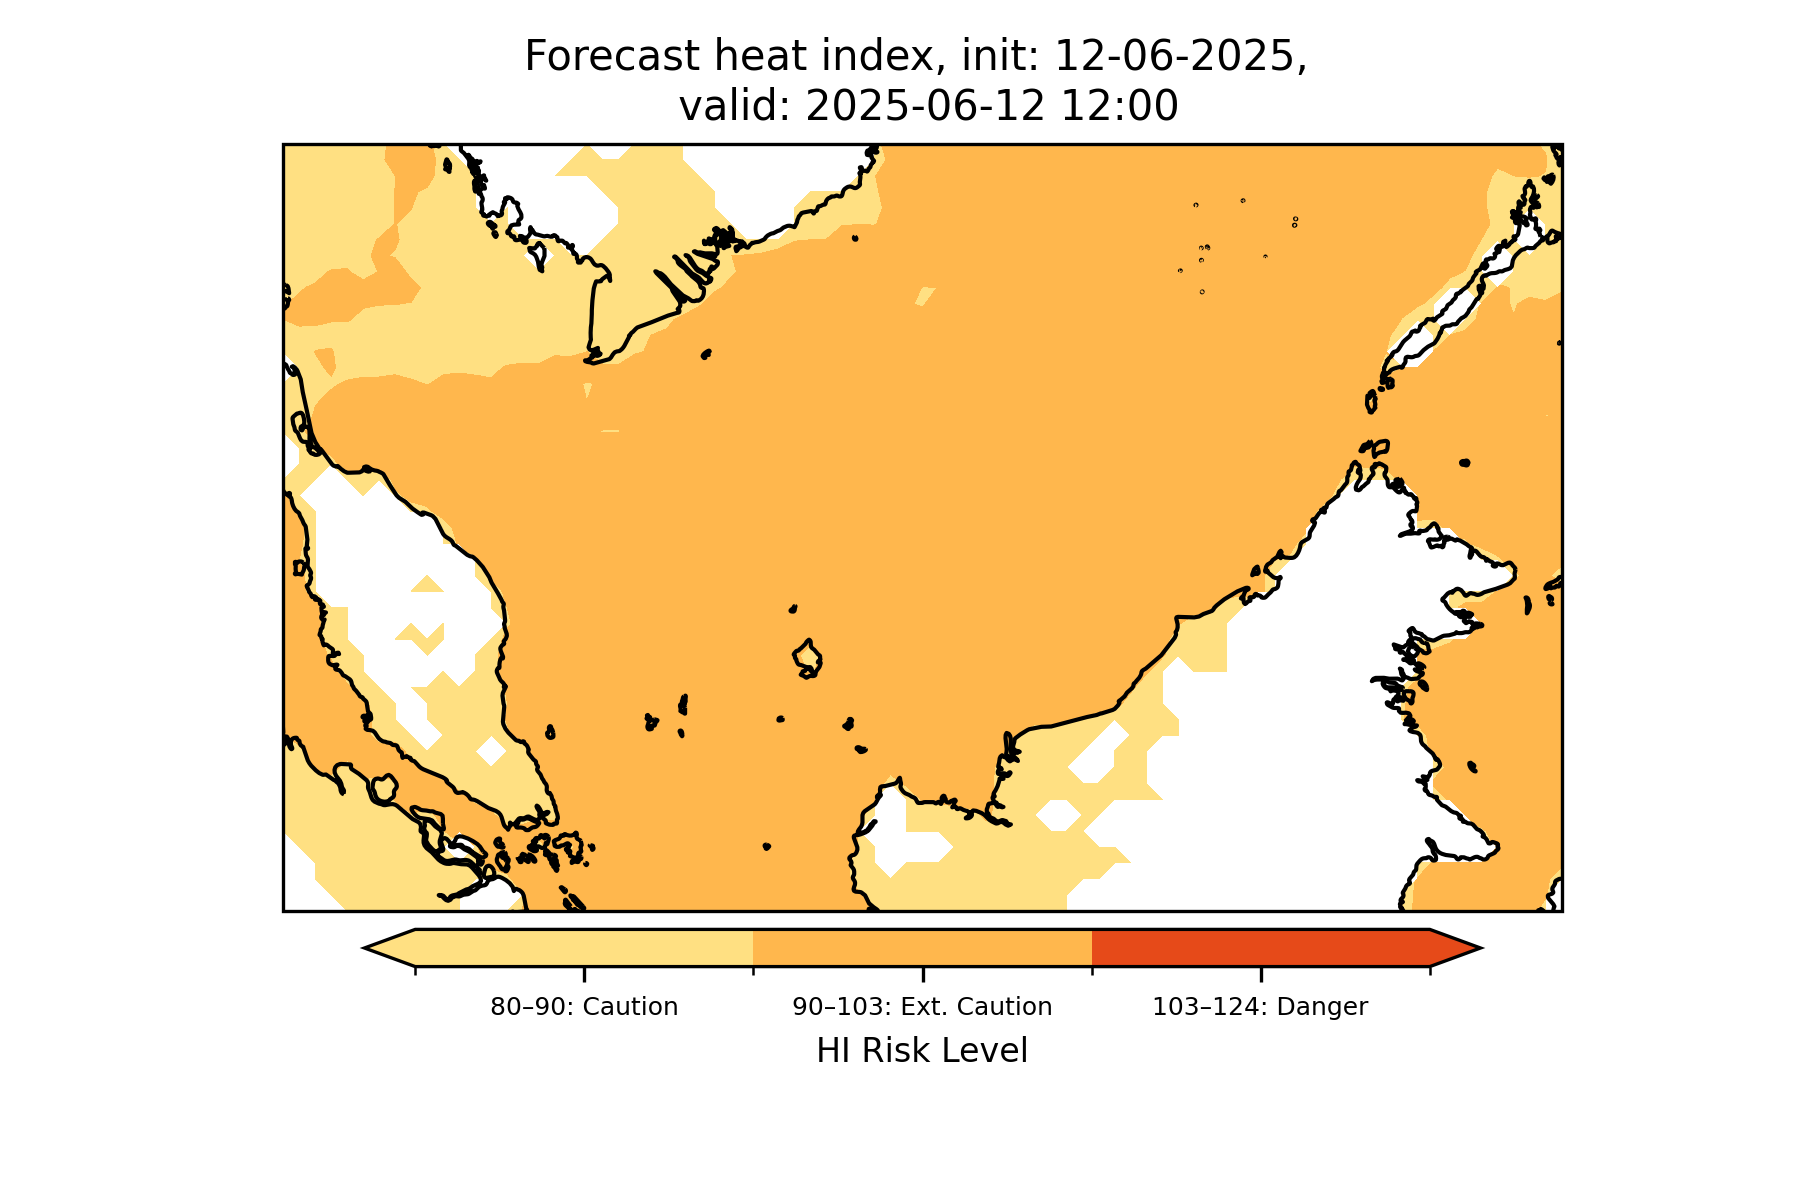 Forecast heat index, init: 12-06-2025,
valid: 2025-06-12 12:00
80–90: Caution
90–103: Ext. Caution
103–124: Danger
HI Risk Level